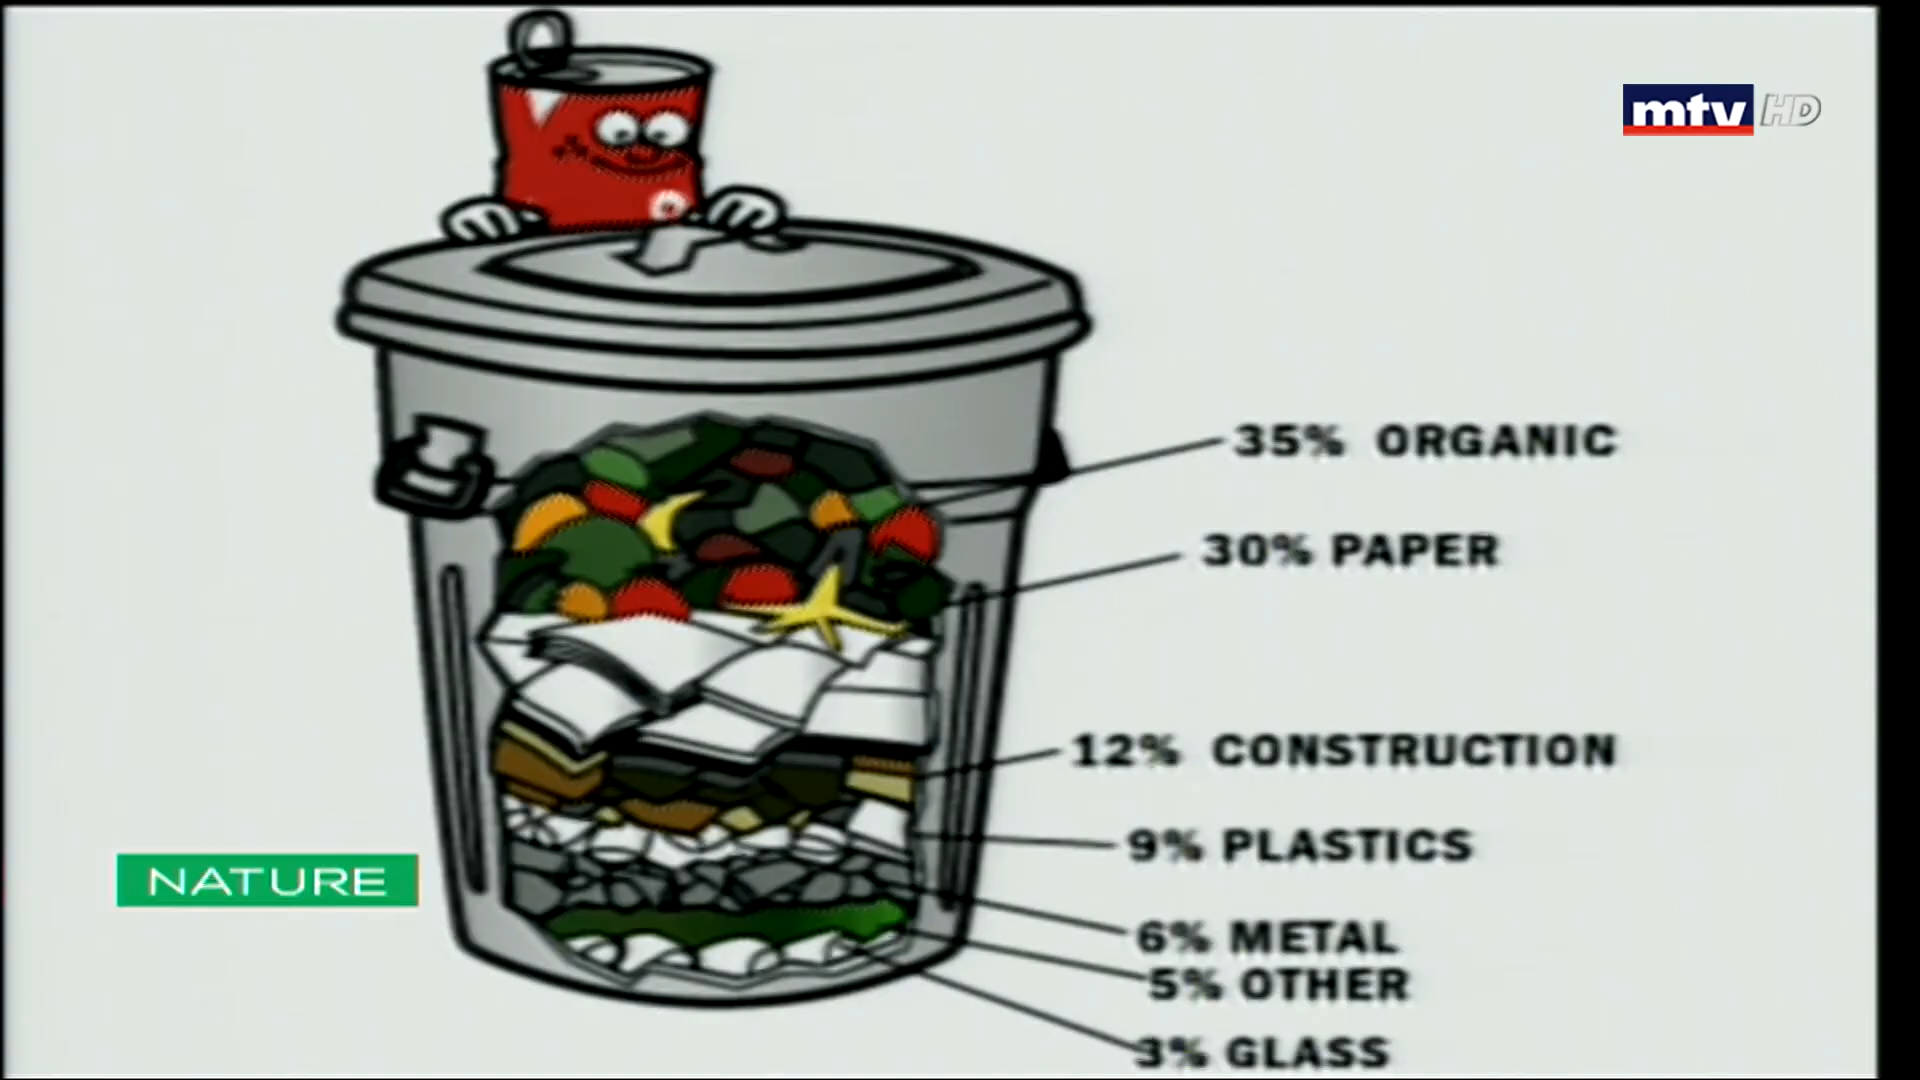 mtv HD
35% ORGANIC
30% PAPER
12% CONSTRUCTION
9% PLASTICS
NATURE
6% METAL
5% OTHER
3% GLASS